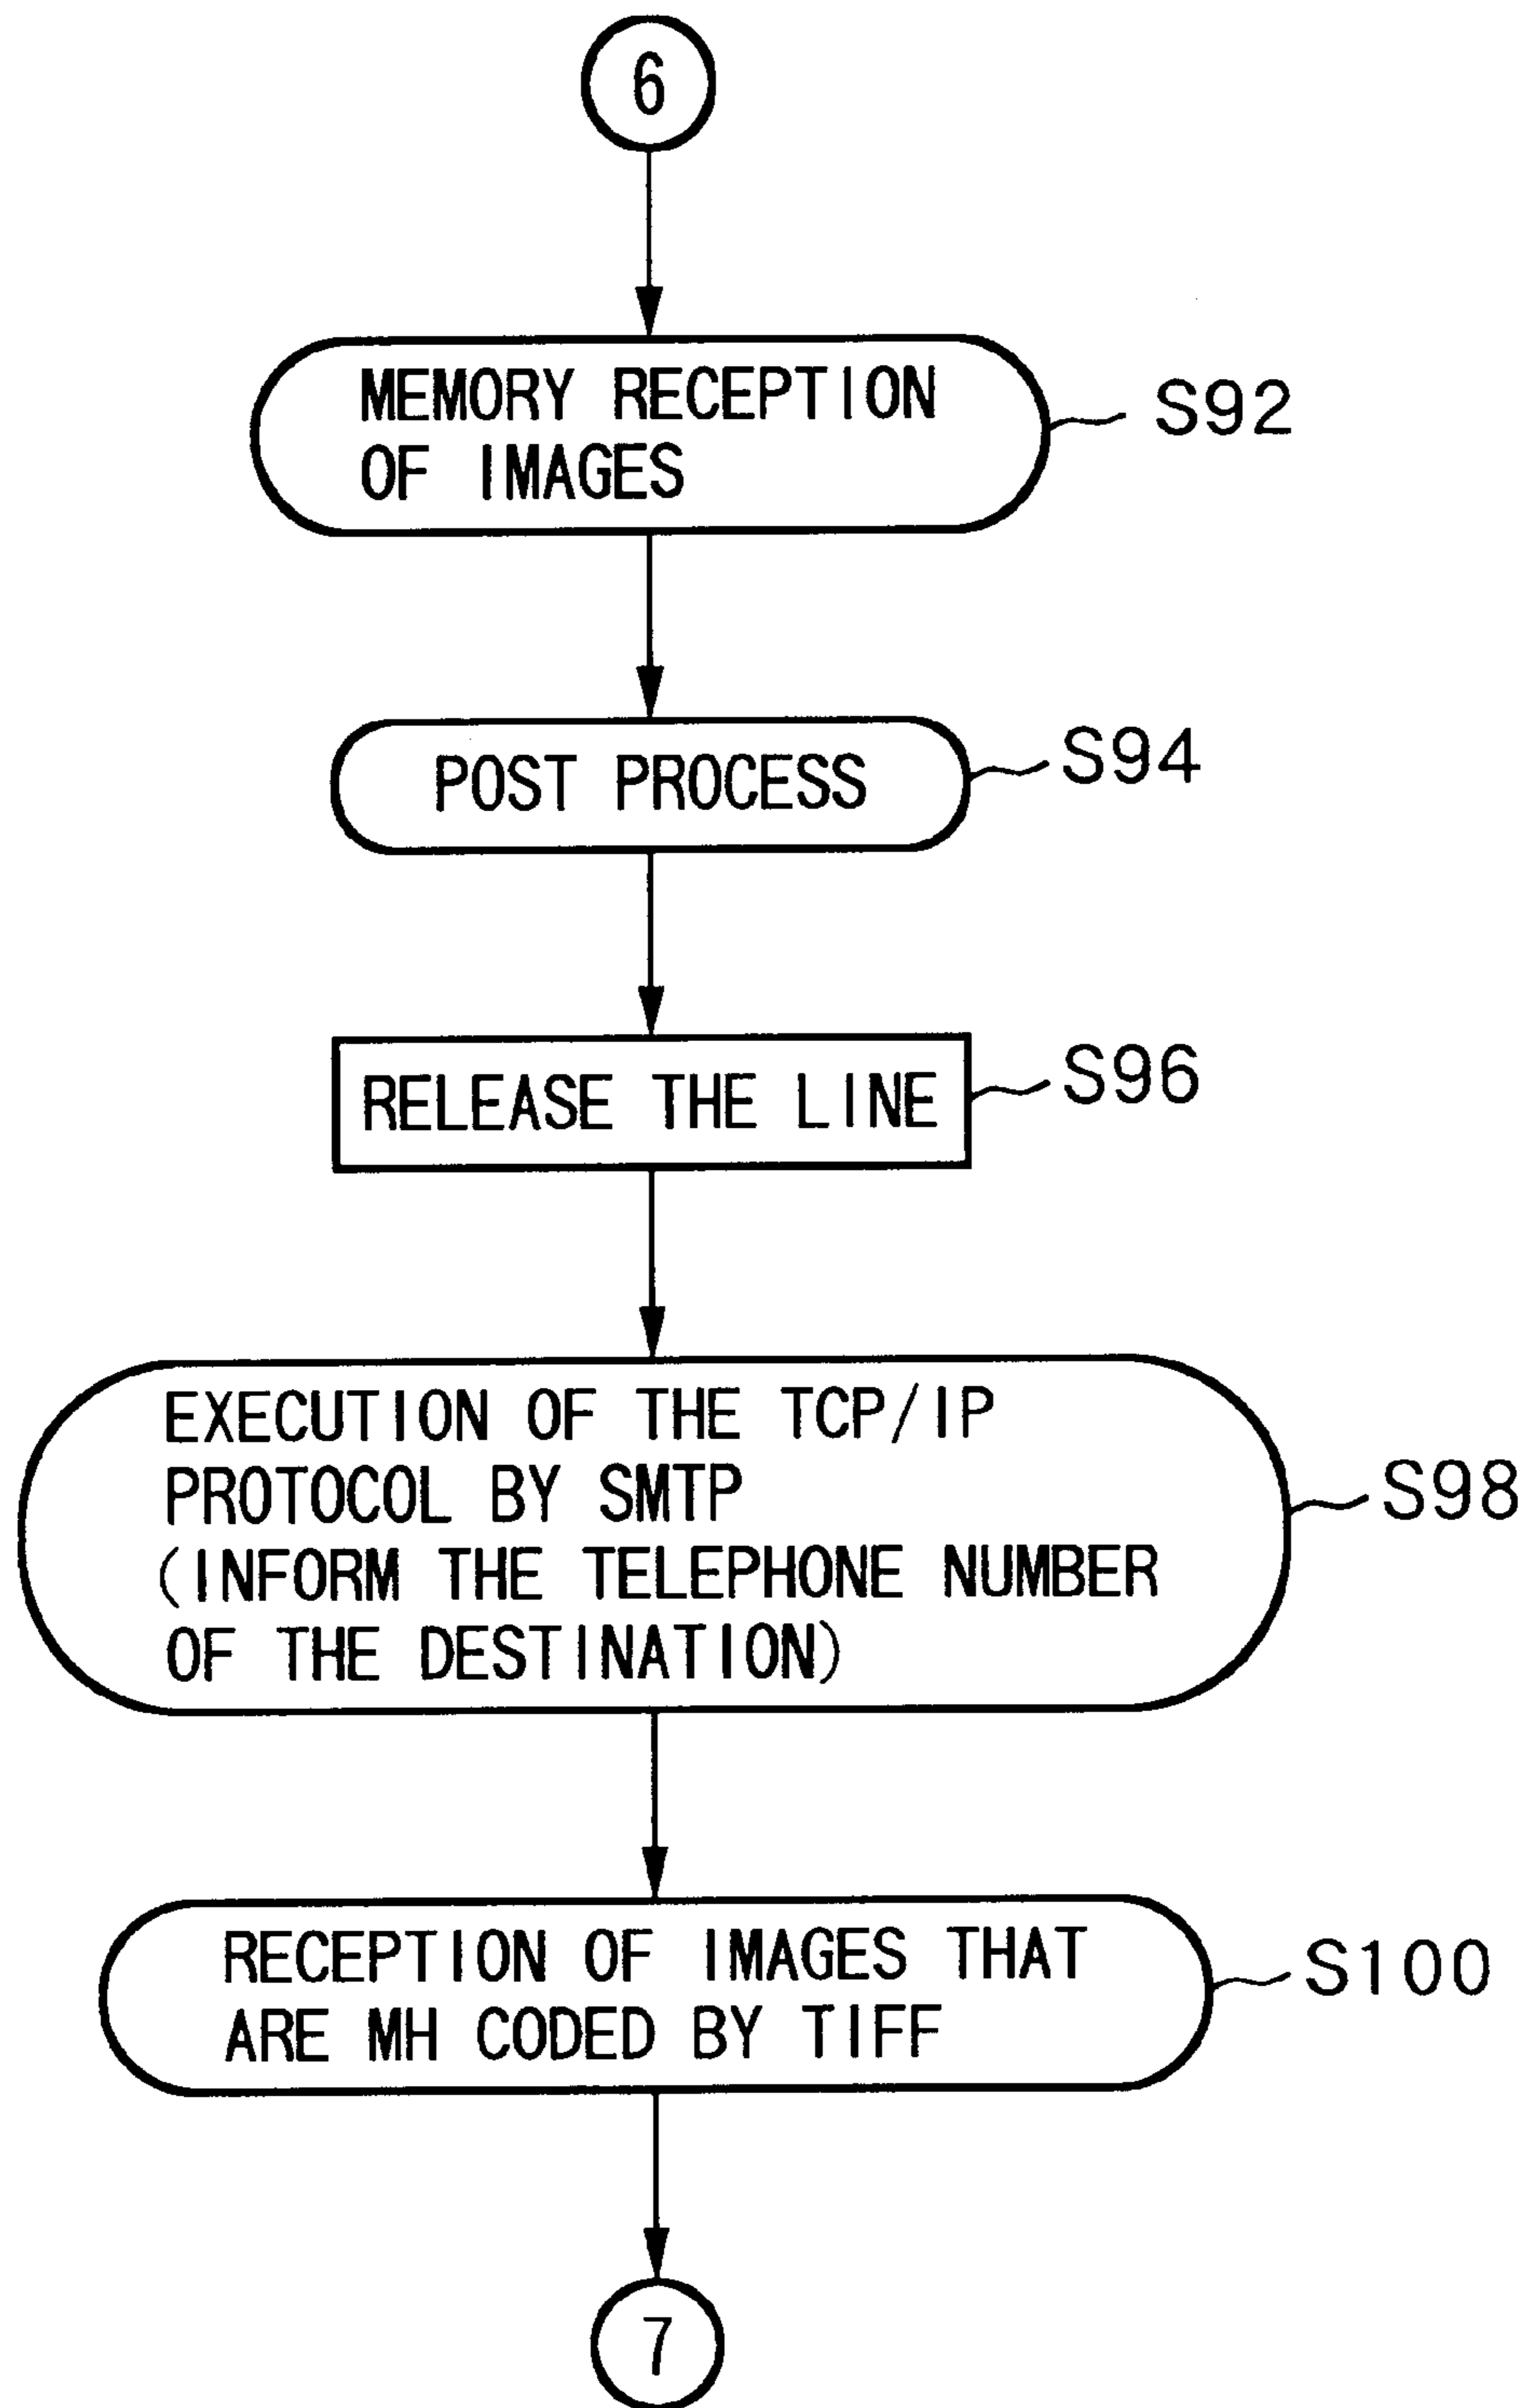 6
MEMORY RECEPTION
OF IMAGES
S92
POST PROCESS
S94
RELEASE THE LINE
S96
EXECUTION OF THE TCP/IP
PROTOCOL BY SMTP
(INFORM THE TELEPHONE NUMBER
OF THE DESTINATION)
S98
RECEPTION OF IMAGES THAT
ARE MH CODED BY TIFF
S100
7